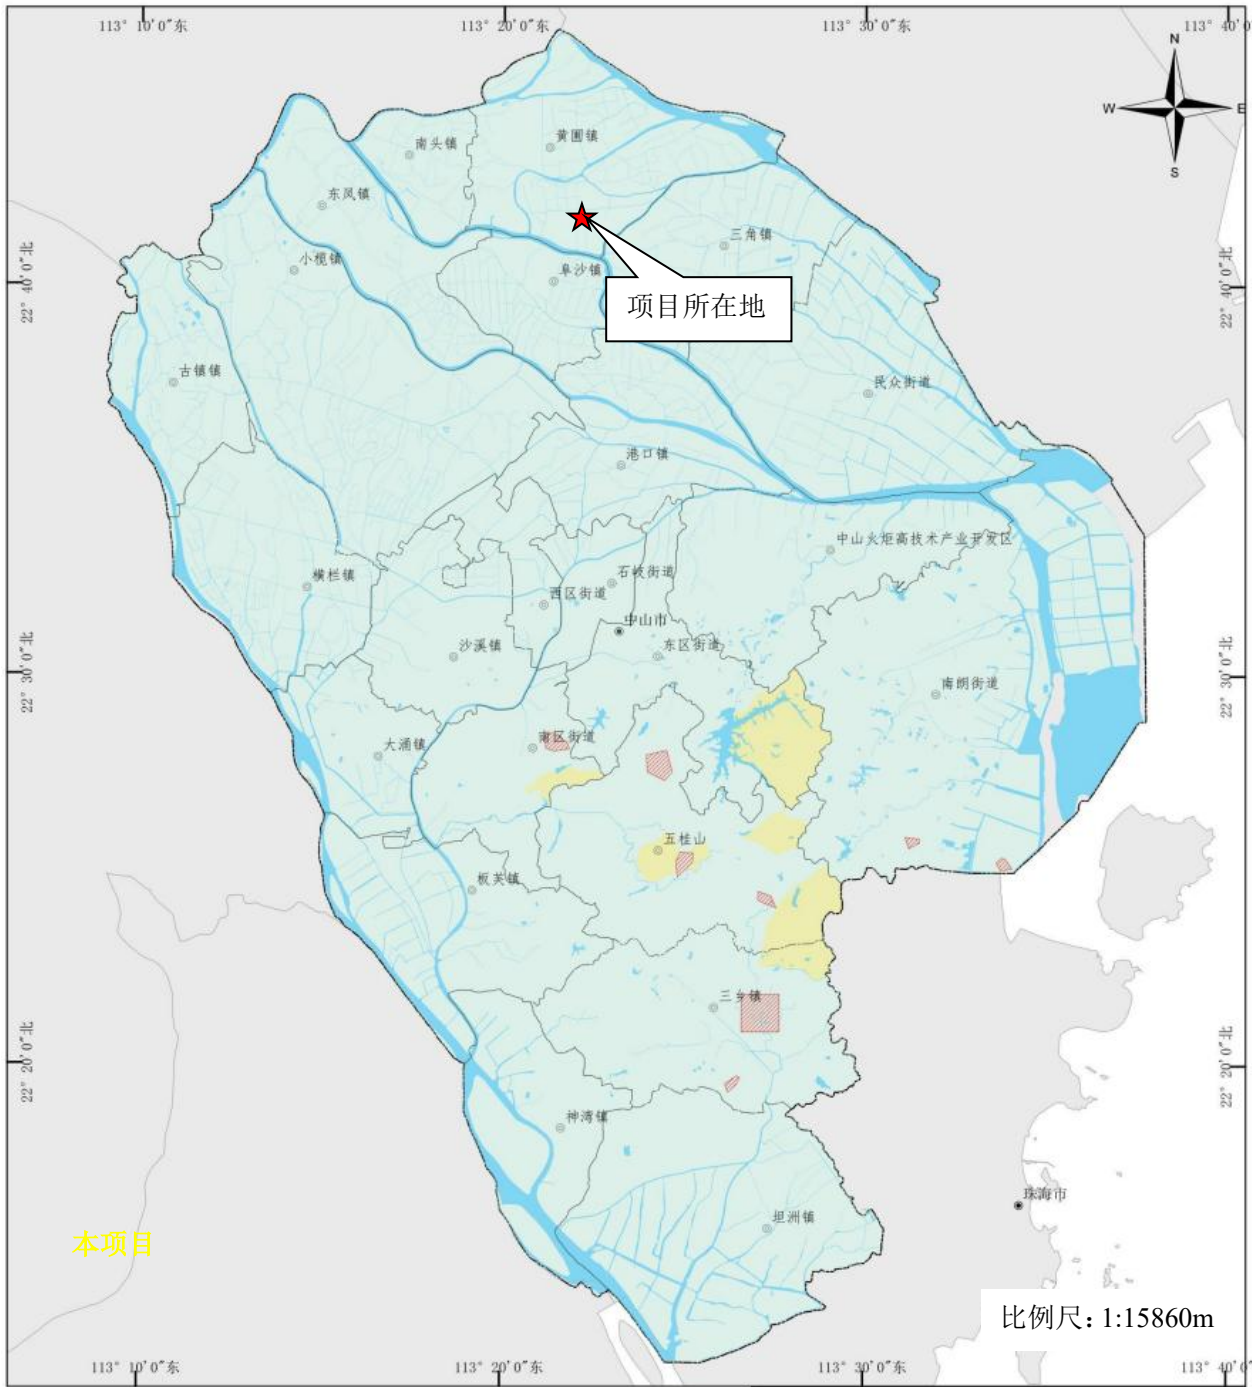 113° 10′0″东
113° 20′0″东
113° 30′0″东
113° 40′0″东
N
W
E
S
黄圃镇
南头镇
东凤镇
三角镇
小榄镇
阜沙镇
22° 40′0″北
22° 40′0″北
项目所在地
古镇镇
民众街道
港口镇
中山火炬高技术产业开发区
横栏镇
石岐街道
西区街道
中山市
沙溪镇
东区街道
22° 30′0″北
22° 30′0″北
南朗街道
大涌镇
南区街道
五桂山
板芙镇
三乡镇
22° 20′0″北
22° 20′0″北
神湾镇
珠海市
坦洲镇
本项目
比例尺：1:15860m
113° 10′0″东
113° 20′0″东
113° 30′0″东
113° 40′0″东